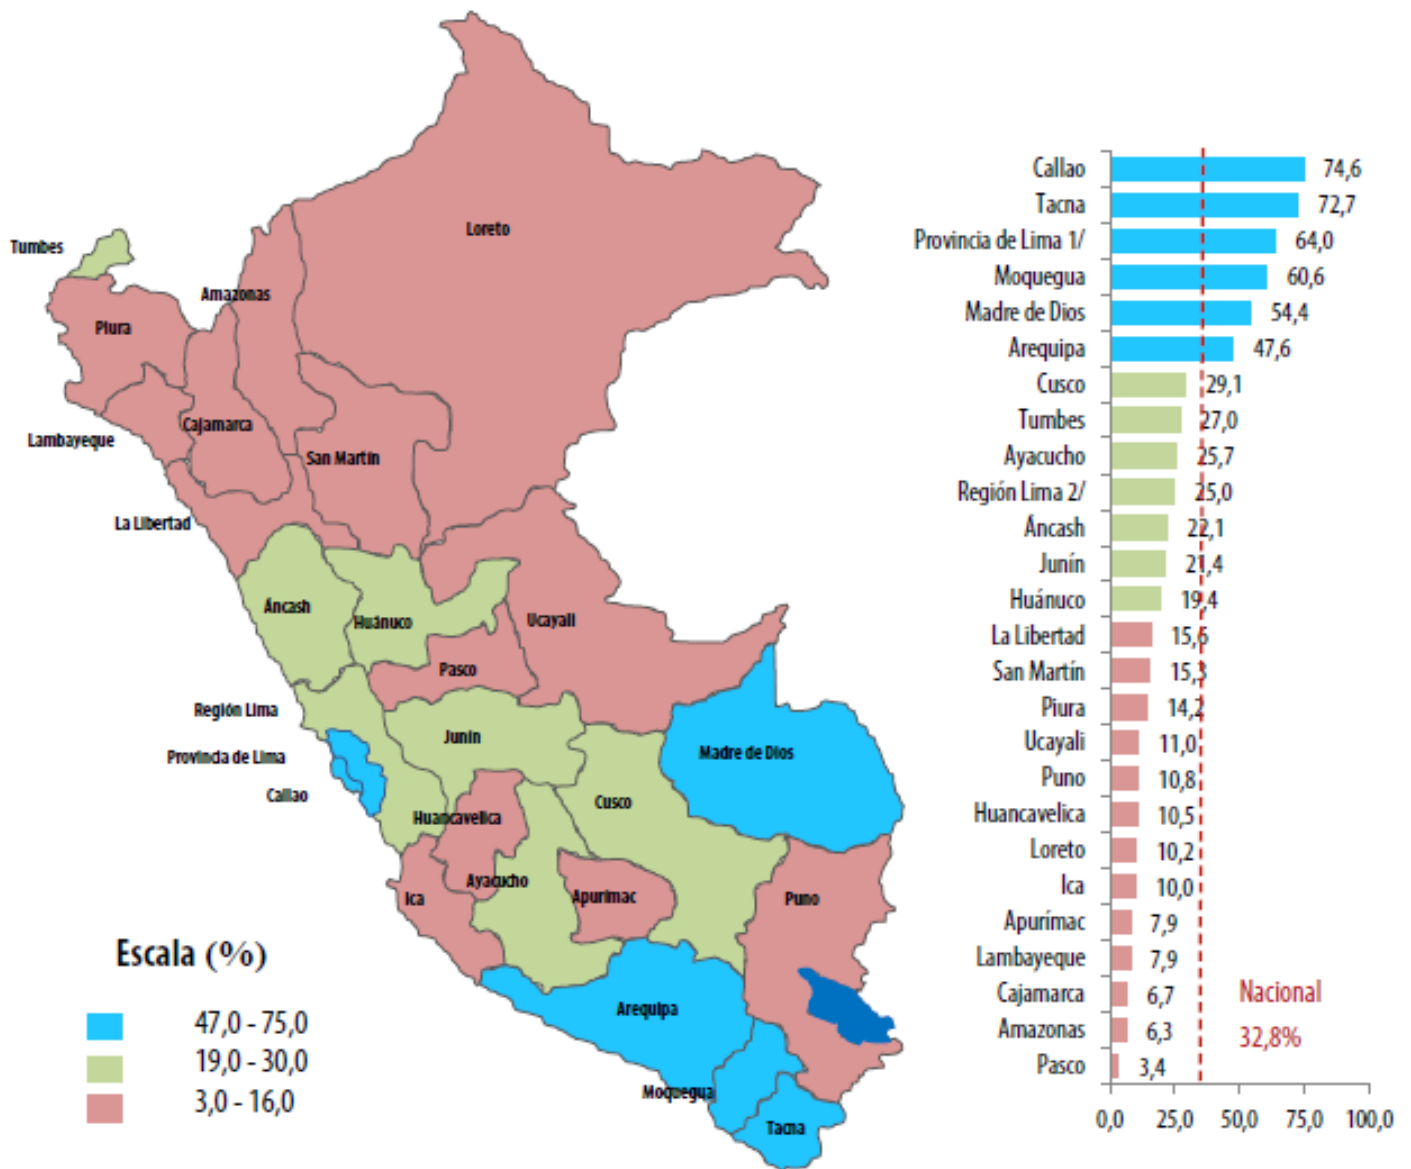 Loreto
Tumbes
Amazonas
Piura
Cajamarca
Lambayeque
San Martín
La Libertad
Áncash
Huánuco
Ucayali
Pasco
Región Lima
Junín
Provincia de Lima
Madre de Dios
Callao
Cusco
Huancavelica
Ayacucho
Ica
Apurímac
Puno
Arequipa
Moquegua
Tacna
Escala (%)
47,0 - 75,0
19,0 - 30,0
3,0 - 16,0
Callao 74,6
Tacna 72,7
Provincia de Lima 1/ 64,0
Moquegua 60,6
Madre de Dios 54,4
Arequipa 47,6
Cusco 29,1
Tumbes 27,0
Ayacucho 25,7
Región Lima 2/ 25,0
Áncash 22,1
Junín 21,4
Huánuco 19,4
La Libertad 15,6
San Martín 15,3
Piura 14,2
Ucayali 11,0
Puno 10,8
Huancavelica 10,5
Loreto 10,2
Ica 10,0
Apurímac 7,9
Lambayeque 7,9
Cajamarca 6,7
Amazonas 6,3
Pasco 3,4
Nacional
32,8%
0,0 25,0 50,0 75,0 100,0